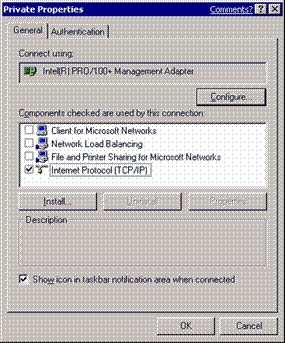 Private Properties
Comments?
General
Authentication
Connect using:
Intel(R) PRO/100+ Management Adapter
Configure...
Components checked are used by this connection:
Client for Microsoft Networks
Network Load Balancing
File and Printer Sharing for Microsoft Networks
Internet Protocol (TCP/IP)
Install...
Uninstall
Properties
Description
Show icon in taskbar notification area when connected
OK
Cancel